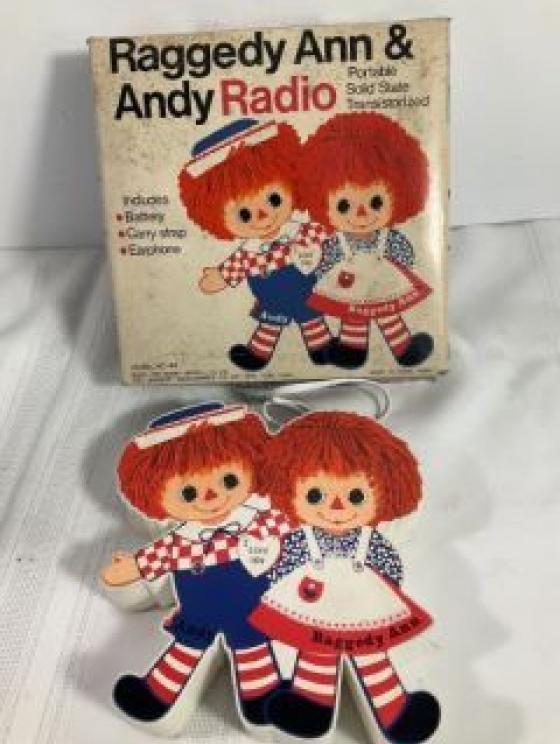 Raggedy Ann &
Andy Radio
Portable
Solid State
Transistorized
Includes
• Battery
• Carry strap
• Earphone
I
LOVE
YOU
Andy
Raggedy Ann
I
LOVE
YOU
Andy
Raggedy Ann